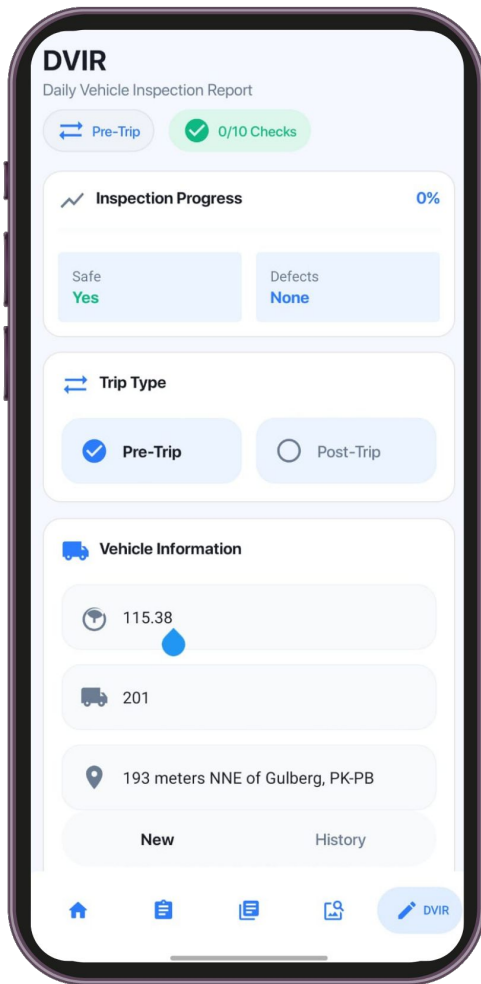 DVIR
Daily Vehicle Inspection Report
Pre-Trip
0/10 Checks
Inspection Progress
0%
Safe
Yes
Defects
None
Trip Type
Pre-Trip
Post-Trip
Vehicle Information
115.38
201
193 meters NNE of Gulberg, PK-PB
New
History
DVIR